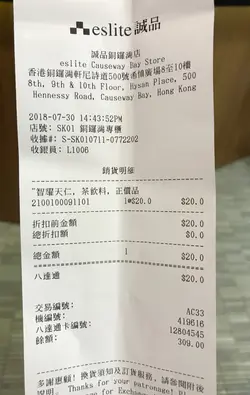 eslite 誠品
誠品銅鑼灣店
eslite Causeway Bay Store
香港銅鑼灣軒尼詩道500號希慎廣場8至10樓
8th, 9th & 10th Floor, Hysan Place, 500
Hennessy Road, Causeway Bay, Hong Kong
2018-07-30 14:43:52PM
店號: SK01 銅鑼灣專櫃
收據#: S-SK010711-0772202
收銀員: L1006
銷貨明細
"智曜天仁, 茶飲料, 正價品
2100100091101 1*@$20.0 $20.0
折扣前金額 $20.0
總折扣額 $0.0
總金額 1 $20.0
八達通 $20.0
交易編號: AC33
機編號: 419616
八達通卡編號: 12804545
餘額: 309.00
多謝惠顧! 換貨須知及訂貨服務, 請參閱附後
說明。 Thanks for your patronage! Please